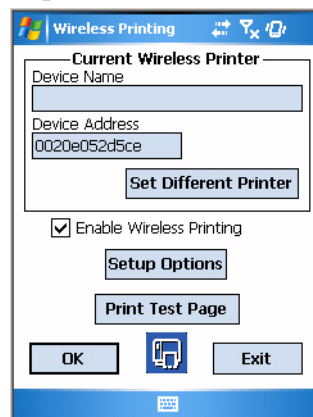 Wireless Printing
Current Wireless Printer
Device Name
Device Address
0020e052d5ce
Set Different Printer
Enable Wireless Printing
Setup Options
Print Test Page
OK
Exit